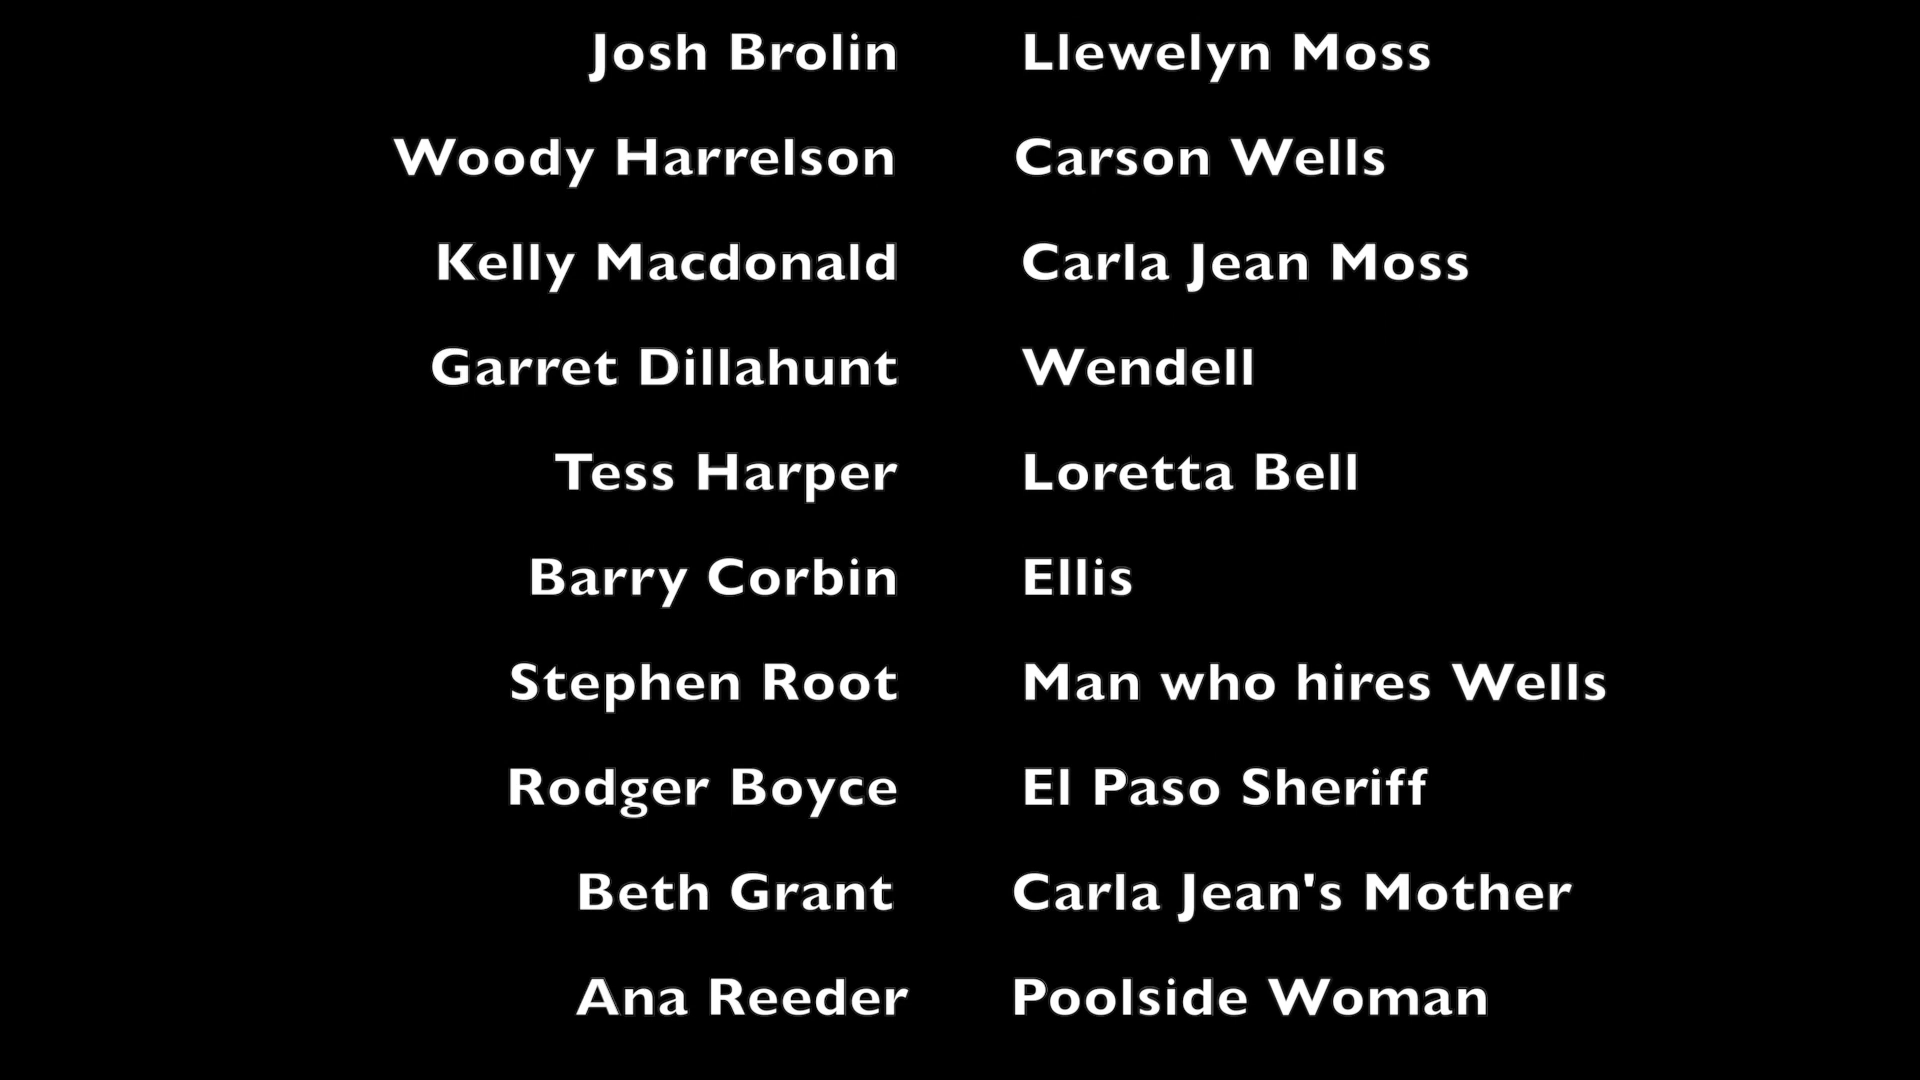 Josh Brolin Llewelyn Moss
Woody Harrelson Carson Wells
Kelly Macdonald Carla Jean Moss
Garret Dillahunt Wendell
Tess Harper Loretta Bell
Barry Corbin Ellis
Stephen Root Man who hires Wells
Rodger Boyce El Paso Sheriff
Beth Grant Carla Jean's Mother
Ana Reeder Poolside Woman